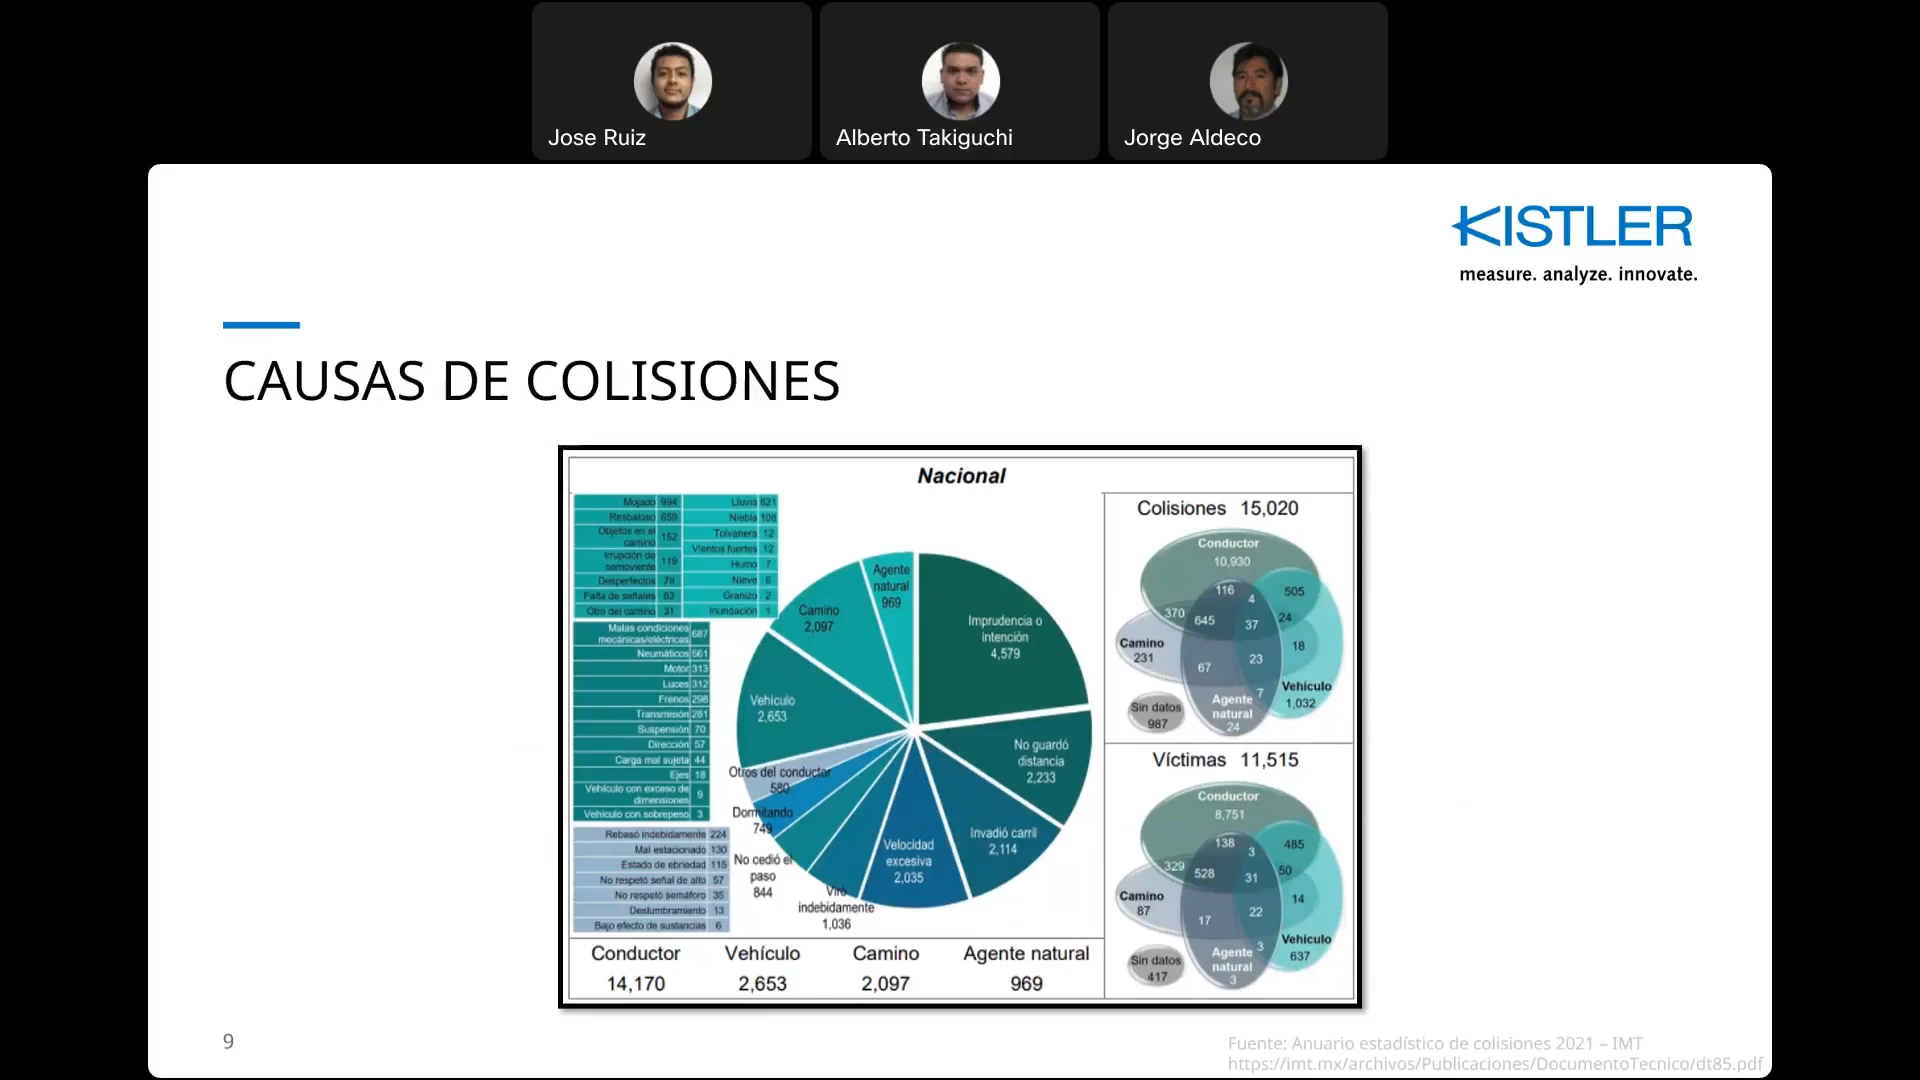 Jose Ruiz
Alberto Takiguchi
Jorge Aldeco
KISTLER
measure. analyze. innovate.
CAUSAS DE COLISIONES
Nacional
Mojado 994
Resbaloso 659
Objetos en el
camino 152
Irrupción de
semoviente 119
Desperfectos 78
Falta de señales 63
Otro del camino 31
Lluvia 821
Niebla 108
Tolvanera 12
Vientos fuertes 12
Humo 7
Nieve 6
Granizo 2
Inundación 1
Malas condiciones
mecánicas/eléctricas 687
Neumáticos 561
Motor 313
Luces 312
Frenos 298
Transmisión 281
Suspensión 70
Dirección 57
Carga mal sujeta 44
Ejes 18
Vehículo con exceso de
dimensiones 9
Vehículo con sobrepeso 3
Rebasó indebidamente 224
Mal estacionado 130
Estado de ebriedad 115
No respetó señal de alto 57
No respetó semáforo 35
Deslumbramiento 13
Bajo efecto de sustancias 6
Agente
natural
969
Imprudencia o
intención
4,579
No guardó
distancia
2,233
Invadió carril
2,114
Velocidad
excesiva
2,035
Viró
indebidamente
1,036
No cedió el
paso
844
Dormitando
749
Otros del conductor
580
Vehículo
2,653
Camino
2,097
Conductor Vehículo Camino Agente natural
14,170 2,653 2,097 969
Colisiones 15,020
Conductor
10,930
116
4
505
370
645
37
24
Camino
231
67
23
18
Vehículo
1,032
Agente
natural
24
7
Sin datos
987
Víctimas 11,515
Conductor
8,751
138
3
485
329
528
31
50
Camino
87
17
22
14
Vehículo
637
Agente
natural
3
3
Sin datos
417
9
Fuente: Anuario estadístico de colisiones 2021 – IMT
https://imt.mx/archivos/Publicaciones/DocumentoTecnico/dt85.pdf